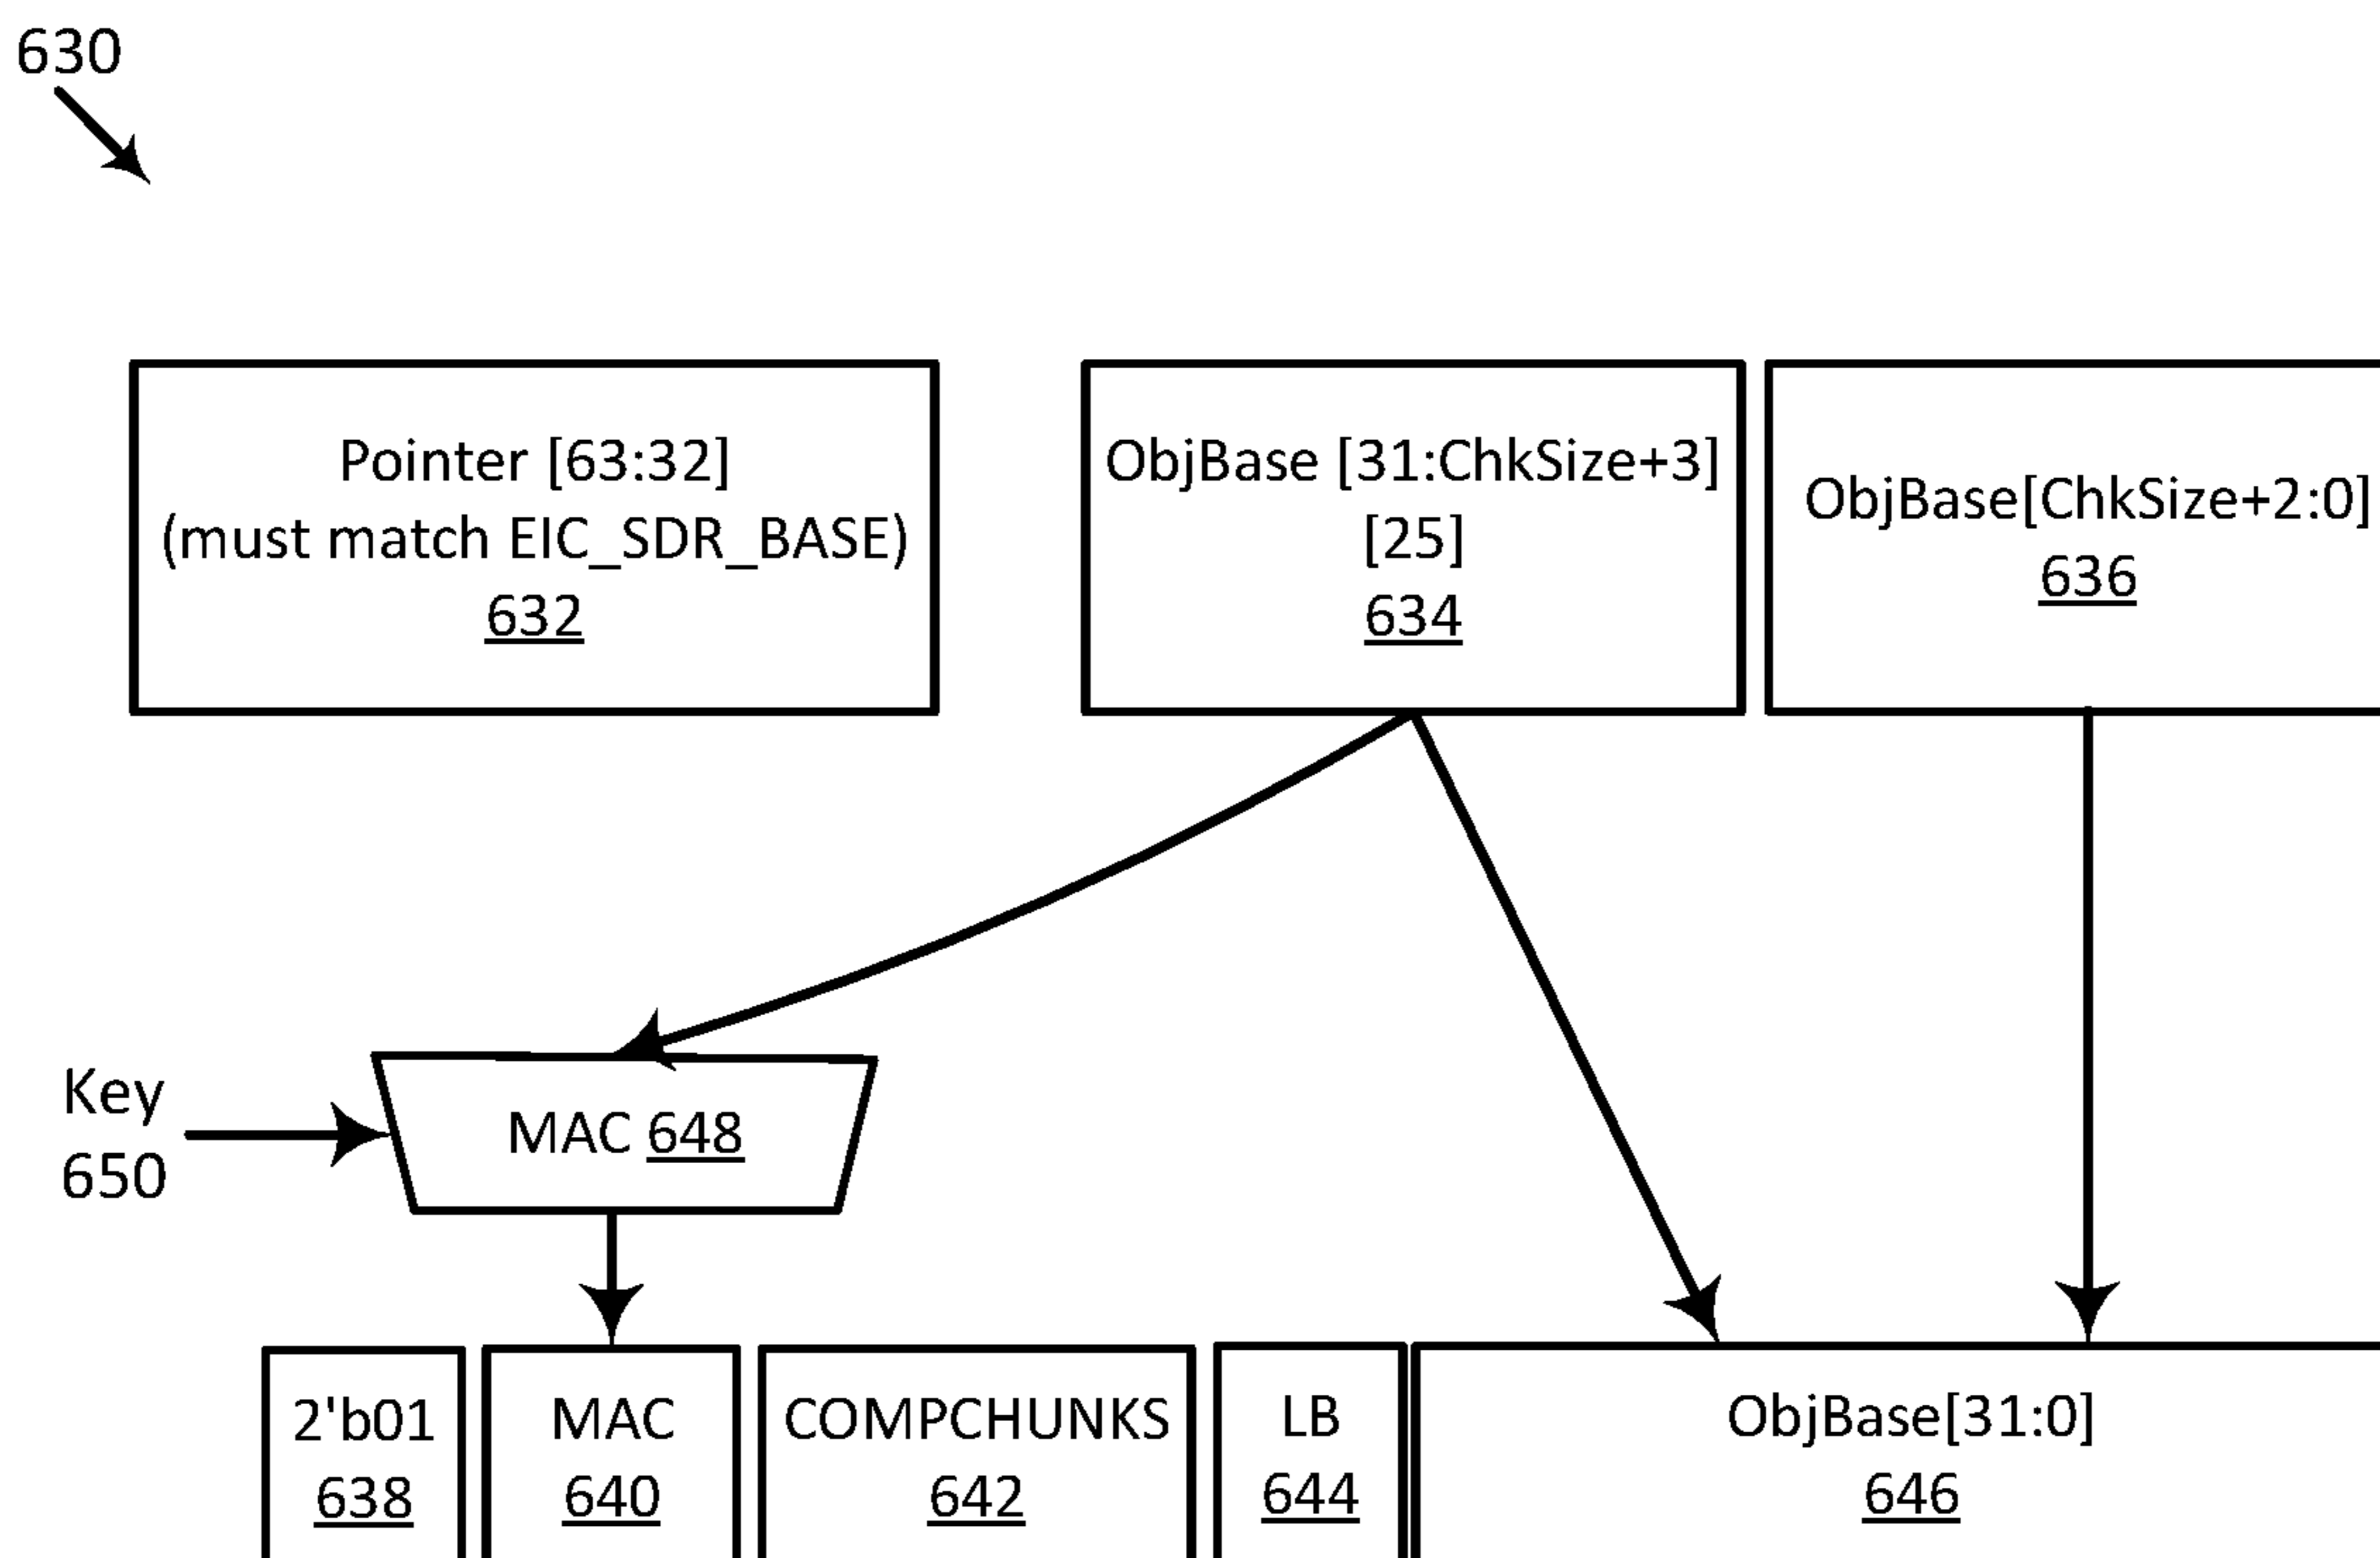 630
Pointer [63:32]
(must match EIC_SDR_BASE)
632
ObjBase [31:ChkSize+3]
[25]
634
ObjBase[ChkSize+2:0]
636
Key
650
MAC 648
2'b01
638
MAC
640
COMPCHUNKS
642
LB
644
ObjBase[31:0]
646